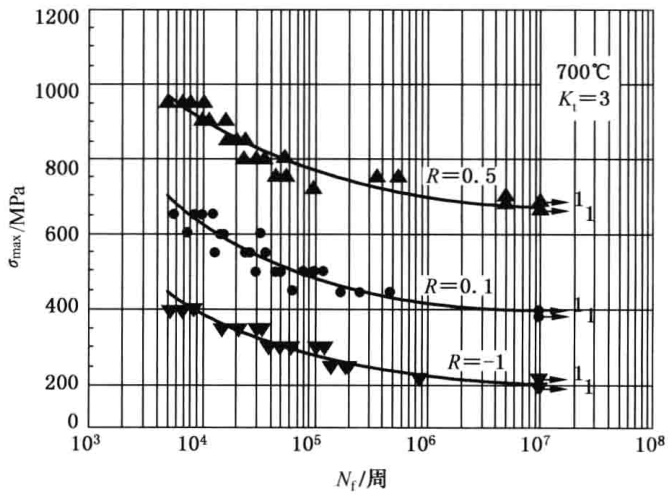 1200
1000
800
600
400
200
0
σmax/MPa
700℃
Kt=3
R=0.5
1
1
R=0.1
1
1
R=-1
1
1
10³ 10⁴ 10⁵ 10⁶ 10⁷ 10⁸
Nf/周